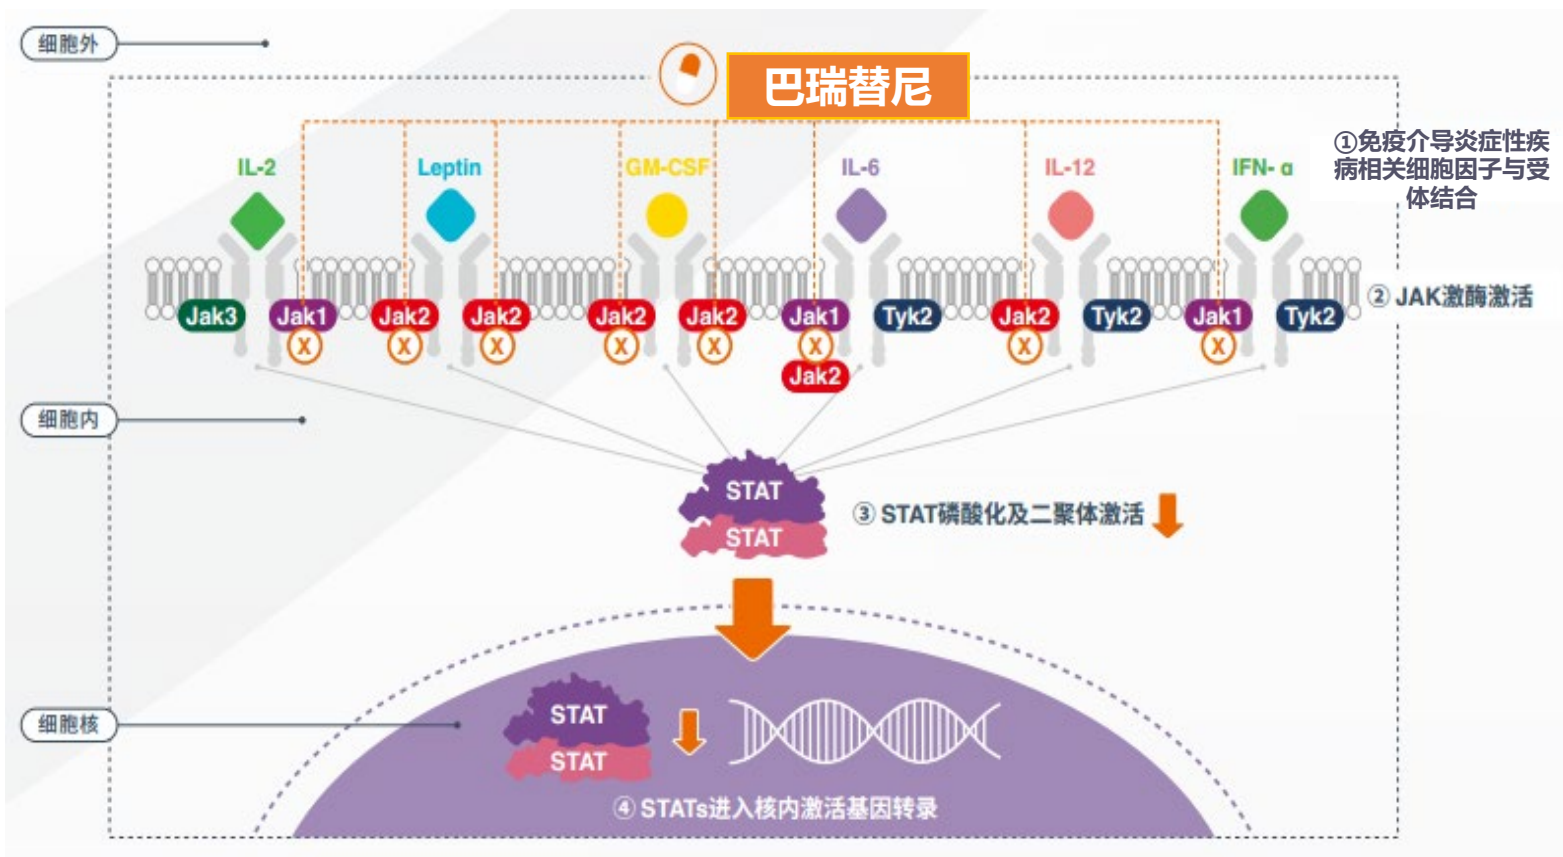 细胞外
巴瑞替尼
①免疫介导炎症性疾
病相关细胞因子与受
体结合
IL-2
Leptin
GM-CSF
IL-6
IL-12
IFN- α
② JAK激酶激活
Jak3
Jak1
Jak2
Jak2
Jak2
Jak2
Jak1
Tyk2
Jak2
Tyk2
Jak1
Tyk2
X
X
X
X
X
X
X
X
Jak2
细胞内
STAT
STAT
③ STAT磷酸化及二聚体激活
细胞核
STAT
STAT
④ STATs进入核内激活基因转录